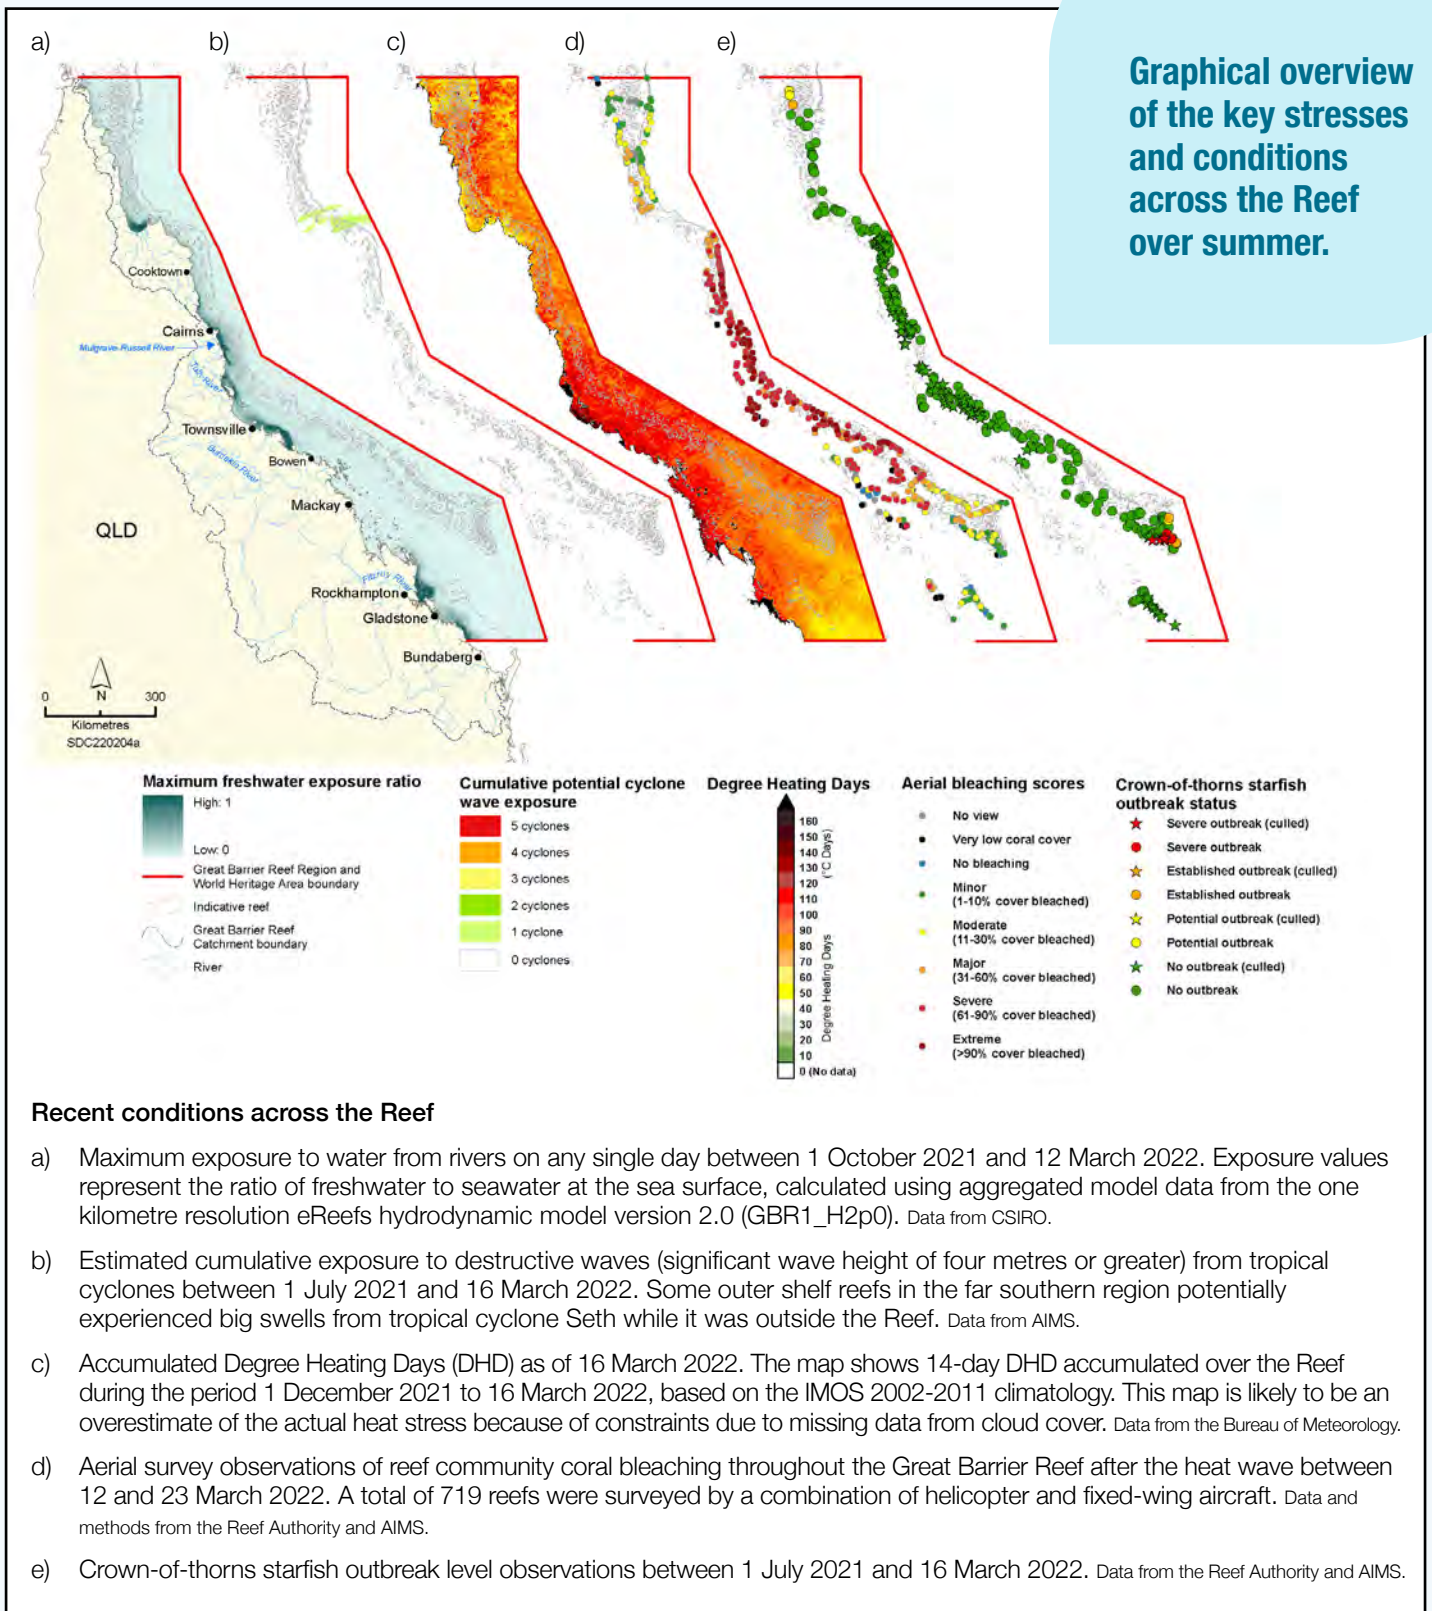 a)
b)
c)
d)
e)
Graphical overview
of the key stresses
and conditions
across the Reef
over summer.
Cooktown
Cairns
Mulgrave-Russell River
Tully River
Townsville
Burdekin River
Bowen
Mackay
QLD
Fitzroy River
Rockhampton
Gladstone
Bundaberg
N
0 300
Kilometres
SDC220204a
Maximum freshwater exposure ratio
High: 1
Low: 0
Great Barrier Reef Region and
World Heritage Area boundary
Indicative reef
Great Barrier Reef
Catchment boundary
River
Cumulative potential cyclone
wave exposure
5 cyclones
4 cyclones
3 cyclones
2 cyclones
1 cyclone
0 cyclones
Degree Heating Days
160
150
140
130
120
110
100
90
80
70
60
50
40
30
20
10
0 (No data)
(°C Days)
Degree Heating Days
Aerial bleaching scores
No view
Very low coral cover
No bleaching
Minor
(1-10% cover bleached)
Moderate
(11-30% cover bleached)
Major
(31-60% cover bleached)
Severe
(61-90% cover bleached)
Extreme
(>90% cover bleached)
Crown-of-thorns starfish
outbreak status
Severe outbreak (culled)
Severe outbreak
Established outbreak (culled)
Established outbreak
Potential outbreak (culled)
Potential outbreak
No outbreak (culled)
No outbreak
Recent conditions across the Reef
a) Maximum exposure to water from rivers on any single day between 1 October 2021 and 12 March 2022. Exposure values
represent the ratio of freshwater to seawater at the sea surface, calculated using aggregated model data from the one
kilometre resolution eReefs hydrodynamic model version 2.0 (GBR1_H2p0). Data from CSIRO.
b) Estimated cumulative exposure to destructive waves (significant wave height of four metres or greater) from tropical
cyclones between 1 July 2021 and 16 March 2022. Some outer shelf reefs in the far southern region potentially
experienced big swells from tropical cyclone Seth while it was outside the Reef. Data from AIMS.
c) Accumulated Degree Heating Days (DHD) as of 16 March 2022. The map shows 14-day DHD accumulated over the Reef
during the period 1 December 2021 to 16 March 2022, based on the IMOS 2002-2011 climatology. This map is likely to be an
overestimate of the actual heat stress because of constraints due to missing data from cloud cover. Data from the Bureau of Meteorology.
d) Aerial survey observations of reef community coral bleaching throughout the Great Barrier Reef after the heat wave between
12 and 23 March 2022. A total of 719 reefs were surveyed by a combination of helicopter and fixed-wing aircraft. Data and
methods from the Reef Authority and AIMS.
e) Crown-of-thorns starfish outbreak level observations between 1 July 2021 and 16 March 2022. Data from the Reef Authority and AIMS.